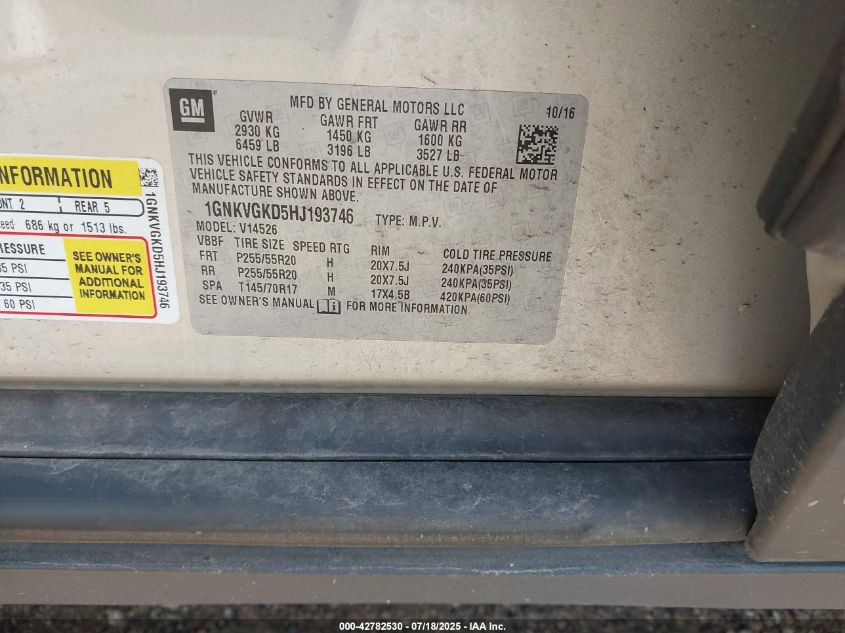 GM
MFD BY GENERAL MOTORS LLC 10/16
GVWR GAWR FRT GAWR RR
2930 KG 1450 KG 1600 KG
6459 LB 3196 LB 3527 LB
THIS VEHICLE CONFORMS TO ALL APPLICABLE U.S. FEDERAL MOTOR
VEHICLE SAFETY STANDARDS IN EFFECT ON THE DATE OF
MANUFACTURE SHOWN ABOVE.
1GNKVGKD5HJ193746 TYPE: M.P.V.
MODEL: V14526
VBBF TIRE SIZE SPEED RTG RIM COLD TIRE PRESSURE
FRT P255/55R20 H 20X7.5J 240KPA(35PSI)
RR P255/55R20 H 20X7.5J 240KPA(35PSI)
SPA T145/70R17 M 17X4.5B 420KPA(60PSI)
SEE OWNER'S MANUAL FOR MORE INFORMATION
INFORMATION
NT 2 REAR 5
eed 686 kg or 1513 lbs.
ESSURE
35 PSI
35 PSI
60 PSI
SEE OWNER'S
MANUAL FOR
ADDITIONAL
INFORMATION
1GNKVGKD5HJ193746
000-42782530 - 07/18/2025 - IAA Inc.